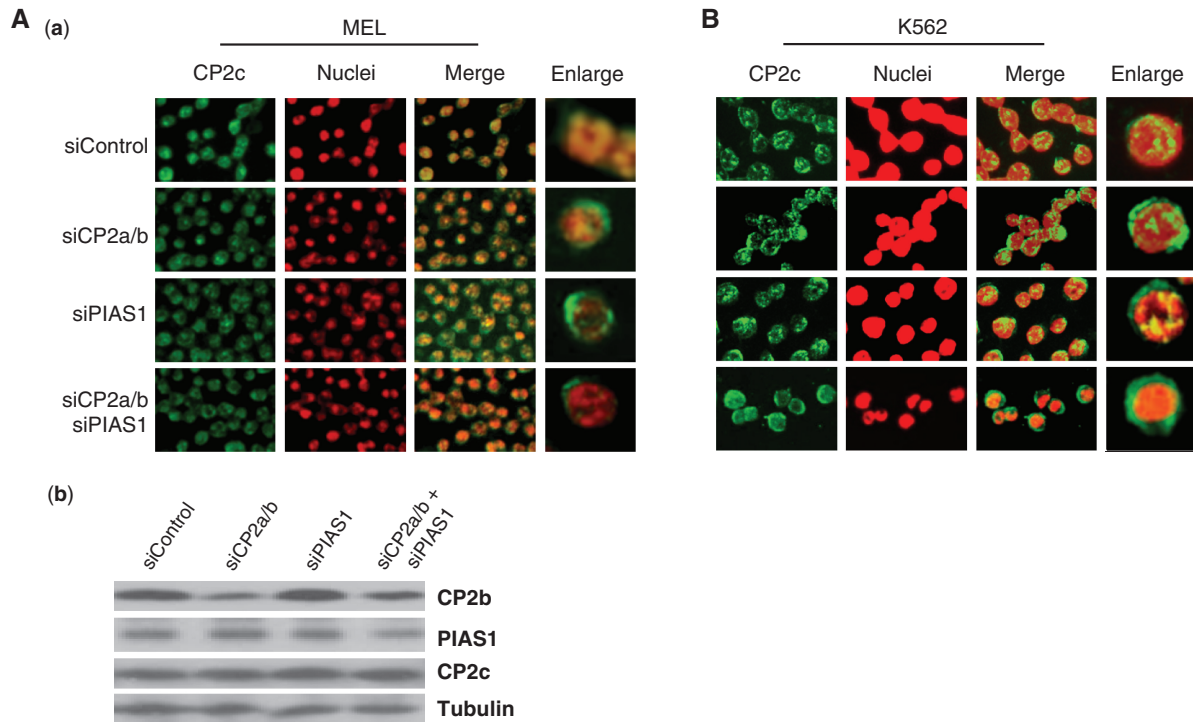 A (a)
MEL
CP2c Nuclei Merge Enlarge
siControl
siCP2a/b
siPIAS1
siCP2a/b
siPIAS1
B
K562
CP2c Nuclei Merge Enlarge
(b)
siControl
siCP2a/b
siPIAS1
siCP2a/b +
siPIAS1
CP2b
PIAS1
CP2c
Tubulin